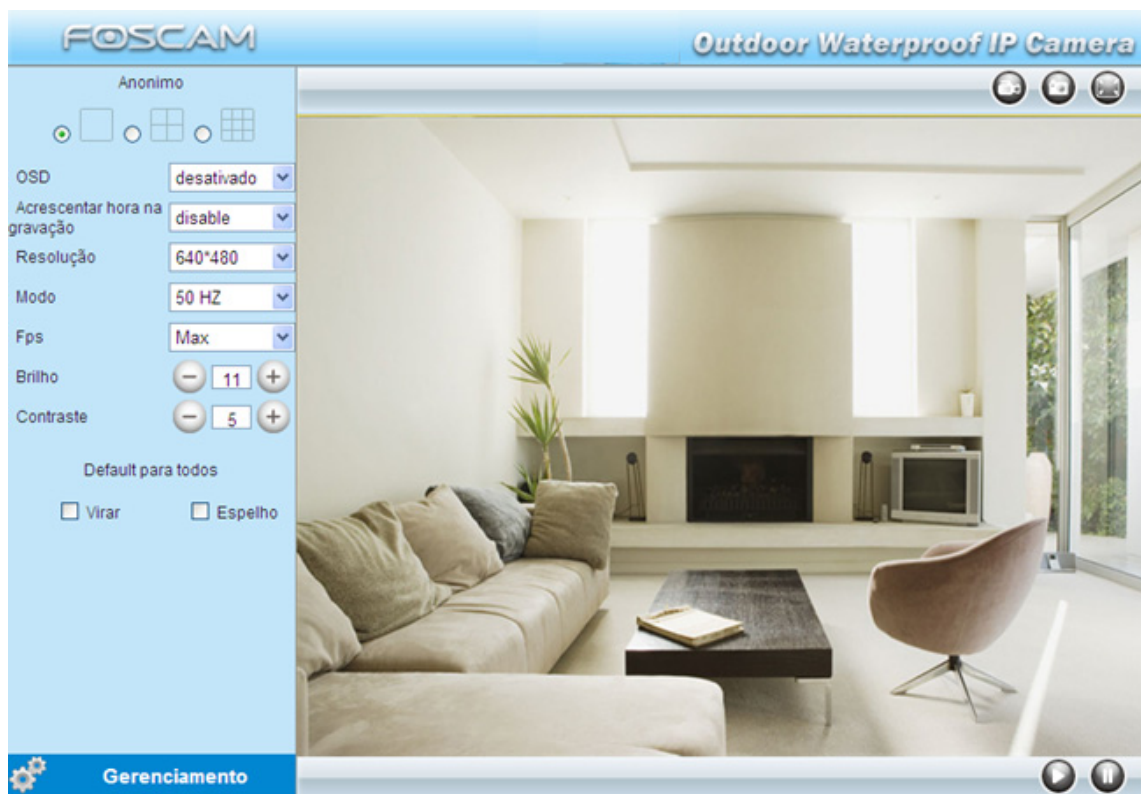 FOSCAM
Outdoor Waterproof IP Camera
Anonimo
OSD
desativado
Acrescentar hora na
gravação
disable
Resolução
640*480
Modo
50 HZ
Fps
Max
Brilho
11
Contraste
5
Default para todos
Virar
Espelho
Gerenciamento